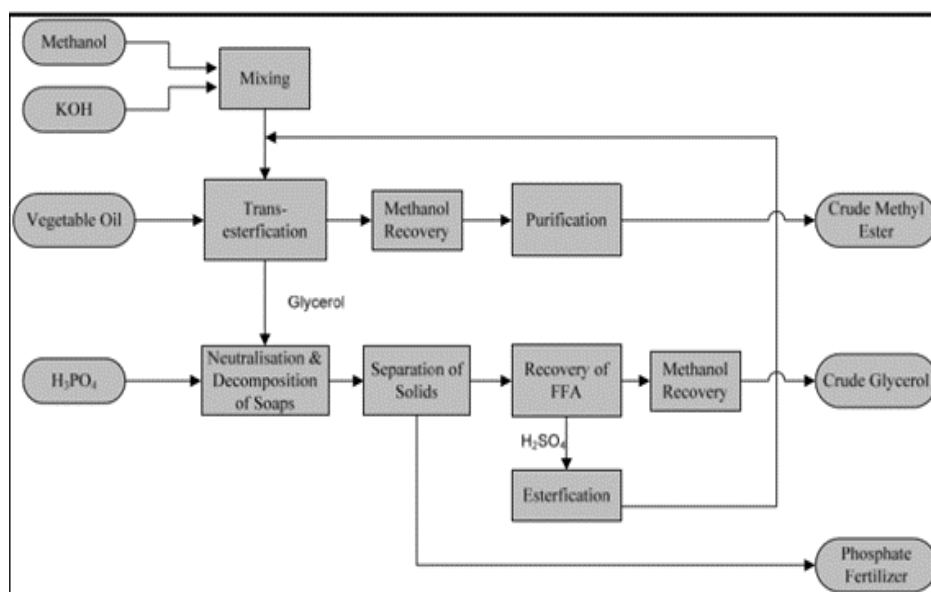 Methanol
Mixing
KOH
Vegetable Oil
Trans-
esterfication
Methanol
Recovery
Purification
Crude Methyl
Ester
Glycerol
H₃PO₄
Neutralisation &
Decomposition
of Soaps
Separation of
Solids
Recovery of
FFA
Methanol
Recovery
Crude Glycerol
H₂SO₄
Esterfication
Phosphate
Fertilizer